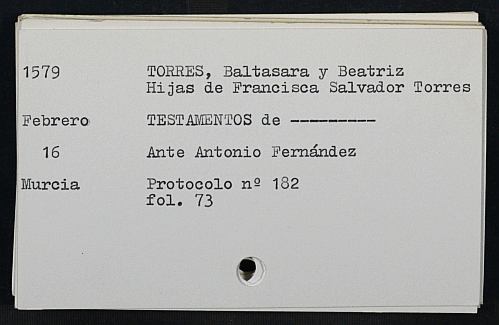 1579 TORRES, Baltasara y Beatriz
Hijas de Francisca Salvador Torres
Febrero TESTAMENTOS de ---------
16 Ante Antonio Fernández
Murcia Protocolo nº 182
fol. 73